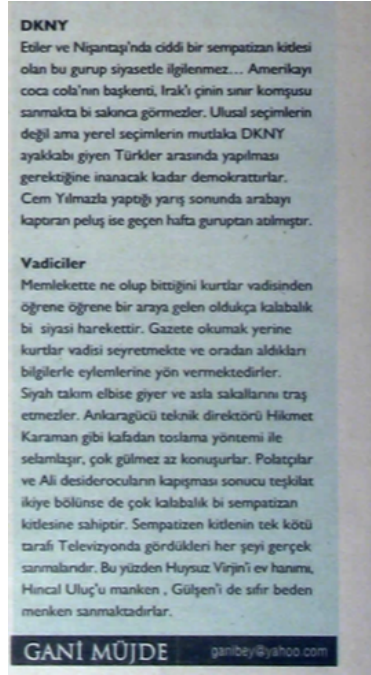 DKNY
Etiler ve Nişantaşı'nda ciddi bir sempatizan kitlesi
olan bu gurup siyasetle ilgilenmez... Amerikayı
coca cola'nın başkenti, Irak'ı çinin sınır komşusu
sanmakta bi sakınca görmezler. Ulusal seçimlerin
değil ama yerel seçimlerin mutlaka DKNY
ayakkabı giyen Türkler arasında yapılması
gerektiğine inanacak kadar demokrattırlar.
Cem Yılmazla yaptığı yarış sonunda arabayı
kaptıran peluş ise geçen hafta guruptan atılmıştır.
Vadiciler
Memlekette ne olup bittiğini kurtlar vadisinden
öğrene öğrene bir araya gelen oldukça kalabalık
bi siyasi harekettir. Gazete okumak yerine
kurtlar vadisi seyretmekte ve oradan aldıkları
bilgilerle eylemlerine yön vermektedirler.
Siyah takım elbise giyer ve asla sakallarını traş
etmezler. Ankaragücü teknik direktörü Hikmet
Karaman gibi kafadan toslama yöntemi ile
selamlaşır, çok gülmez az konuşurlar. Polatçılar
ve Ali desiderocuların kapışması sonucu teşkilat
ikiye bölünse de çok kalabalık bi sempatizan
kitlesine sahiptir. Sempatizen kitlenin tek kötü
tarafı Televizyonda gördükleri her şeyi gerçek
sanmalarıdır. Bu yüzden Huysuz Virjin'i ev hanımı,
Hıncal Uluç'u manken , Gülşen'i de sıfır beden
menken sanmaktadırlar.
GANİ MÜJDE
ganibey@yahoo.com